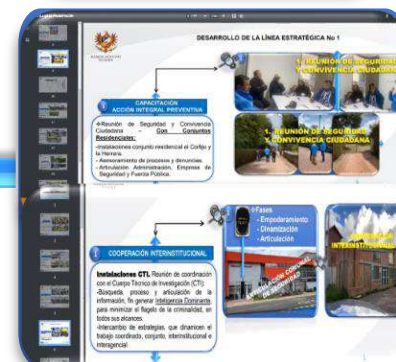 DESARROLLO DE LA LÍNEA ESTRATÉGICA No 1
CAPACITACIÓN
ACCIÓN INTEGRAL PREVENTIVA
Reunión de Seguridad y Convivencia
Ciudadana - Con Conjuntos
Residenciales:
-Instalaciones conjunto residencial el Cortijo y
la Herrera.
- Asesoramiento de procesos y denuncias.
- Articulación Administración, Empresa de
Seguridad y Fuerza Pública.
1. REUNIÓN DE SEGURIDAD
Y CONVIVENCIA CIUDADANA
1. REUNIÓN DE SEGURIDAD
Y CONVIVENCIA CIUDADANA
COOPERACIÓN INTERINSTITUCIONAL
Instalaciones CTI. Reunión de coordinación
con el Cuerpo Técnico de Investigación (CTI):
-Búsqueda, proceso y articulación de la
información, fin generar Inteligencia Dominante,
para minimizar el flagelo de la criminalidad, en
todos sus alcances.
-Intercambio de estrategias, que dinamicen el
trabajo coordinado, conjunto, interinstitucional e
interagencial.
Fases
- Empoderamiento
- Dinamización
- Articulación
DE SEGURIDAD
INTERINSTITUCIONAL